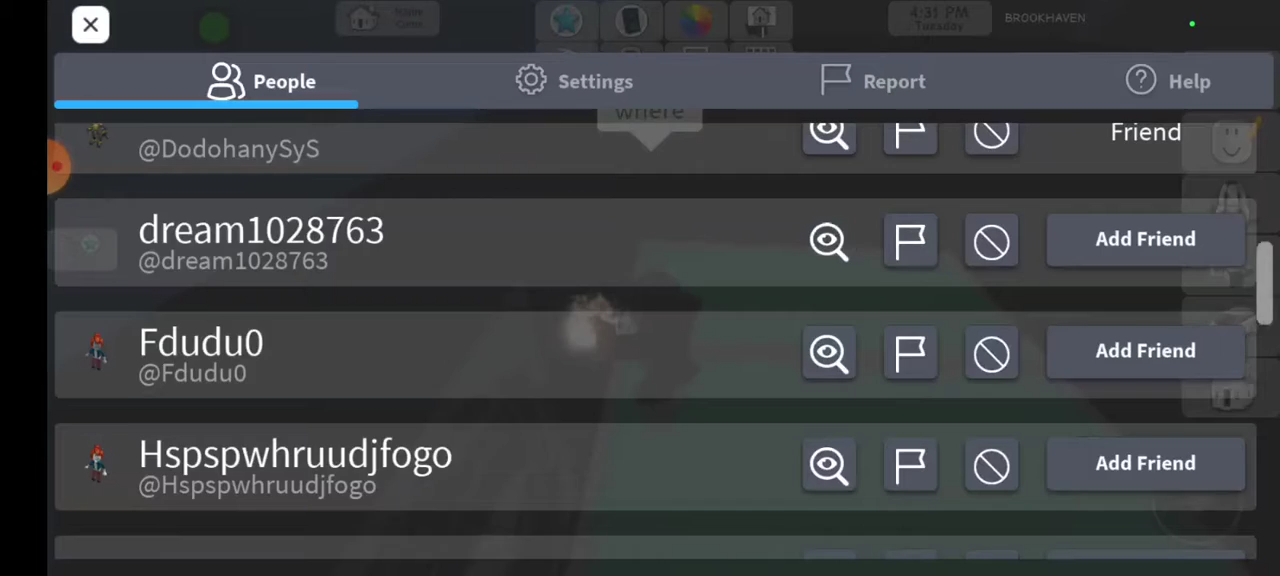 Home
4:31 PM
Tuesday
BROOKHAVEN
People
Settings
Report
Help
where
@DodohanySyS
Friend
dream1028763
@dream1028763
Add Friend
Fdudu0
@Fdudu0
Add Friend
Hspspwhruudjfogo
@Hspspwhruudjfogo
Add Friend